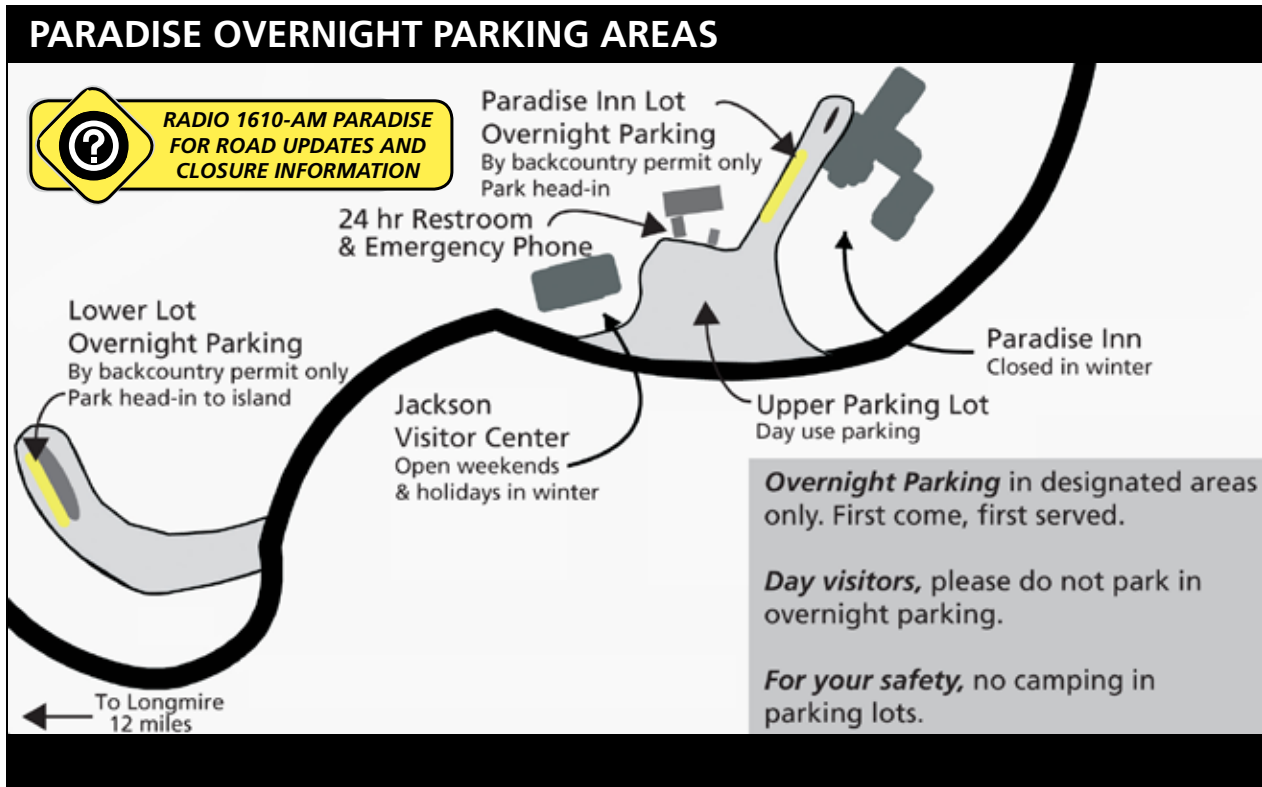 PARADISE OVERNIGHT PARKING AREAS
RADIO 1610-AM PARADISE
FOR ROAD UPDATES AND
CLOSURE INFORMATION
?
Paradise Inn Lot
Overnight Parking
By backcountry permit only
Park head-in
24 hr Restroom
& Emergency Phone
Lower Lot
Overnight Parking
By backcountry permit only
Park head-in to island
Jackson
Visitor Center
Open weekends
& holidays in winter
Paradise Inn
Closed in winter
Upper Parking Lot
Day use parking
Overnight Parking in designated areas
only. First come, first served.
Day visitors, please do not park in
overnight parking.
For your safety, no camping in
parking lots.
To Longmire
12 miles